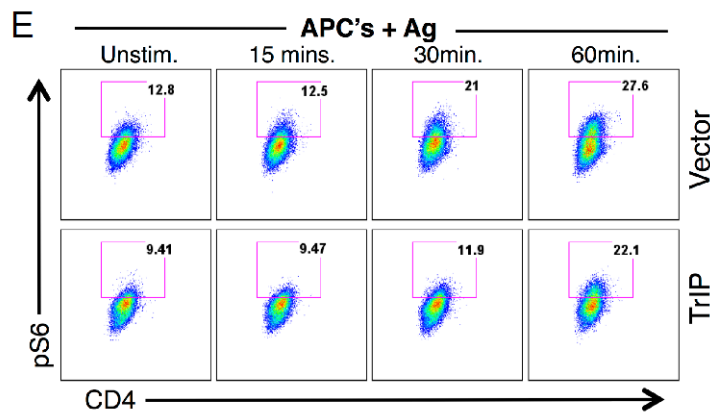 E
APC's + Ag
Unstim. 15 mins. 30min. 60min.
12.8 12.5 21 27.6
Vector
9.41 9.47 11.9 22.1
TrIP
pS6
CD4